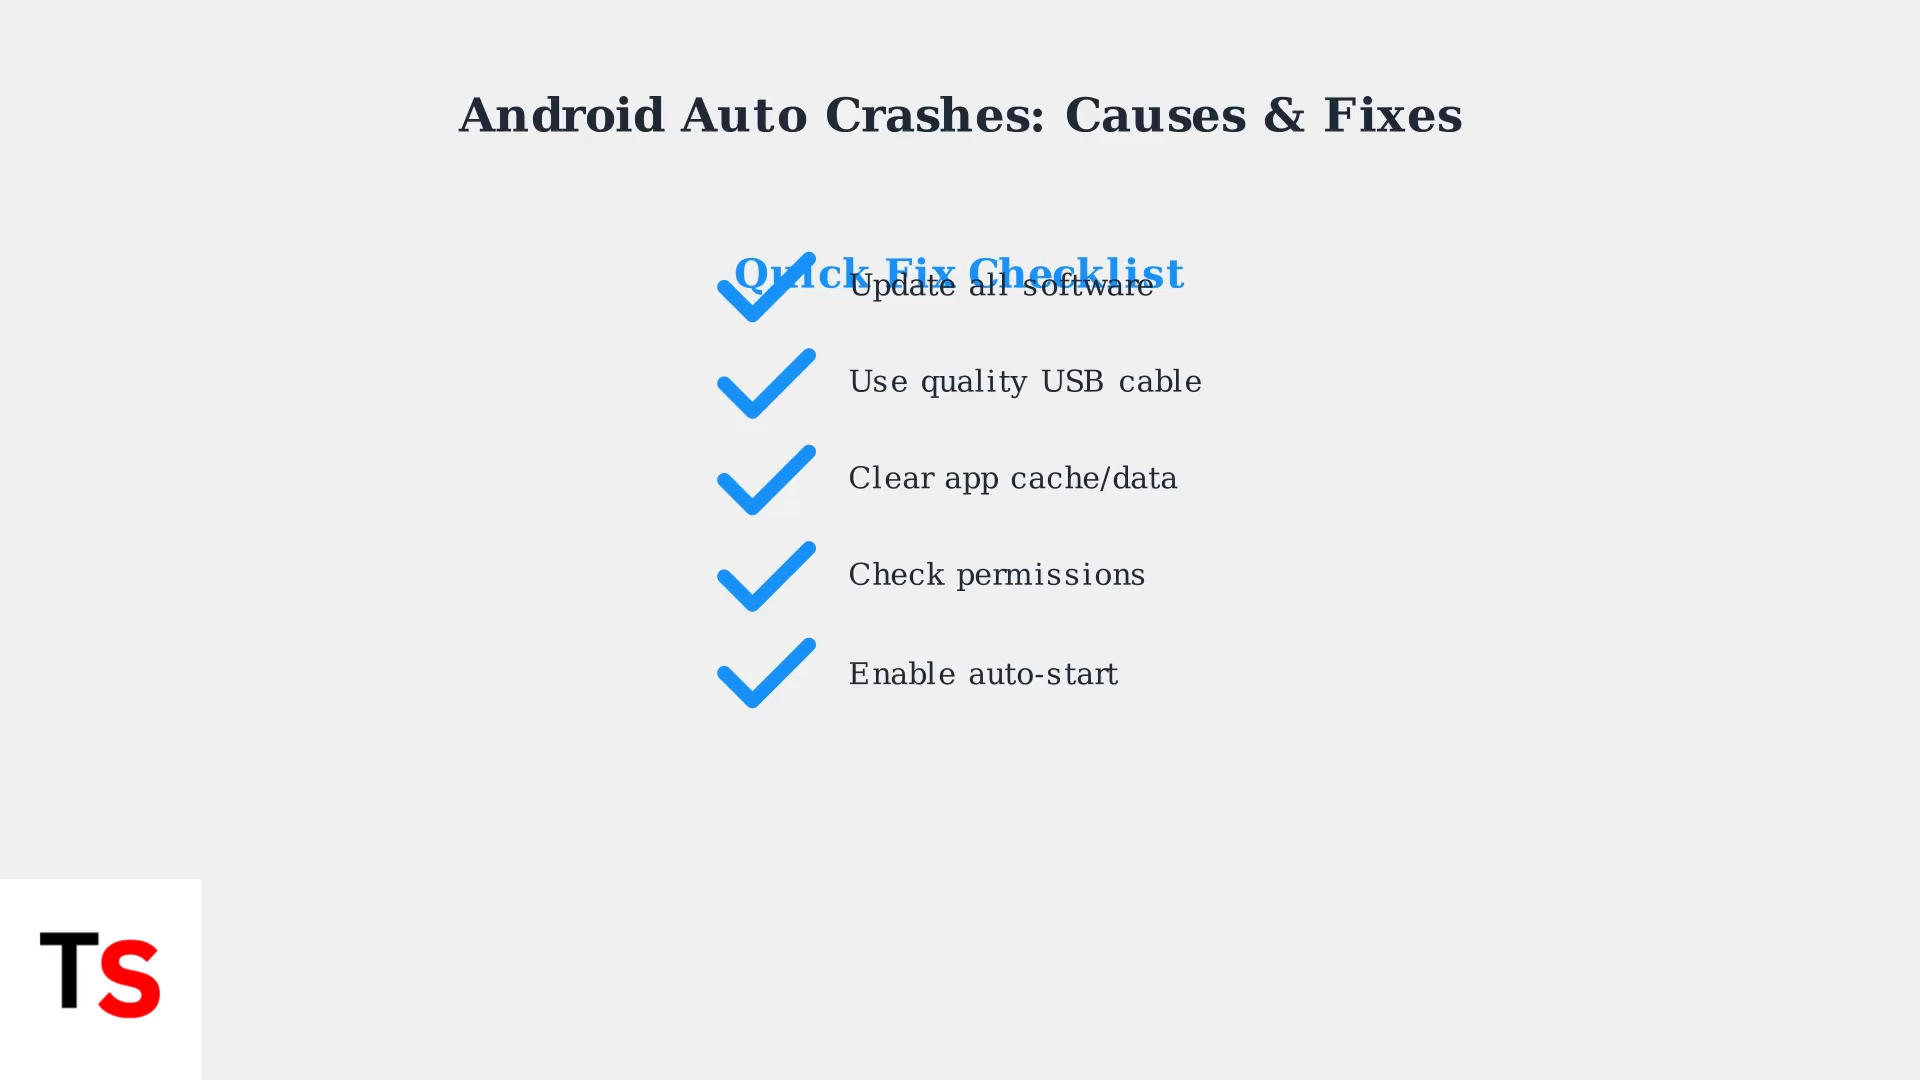 Android Auto Crashes: Causes & Fixes
Quick Fix Checklist
Update all software
Use quality USB cable
Clear app cache/data
Check permissions
Enable auto-start
TS